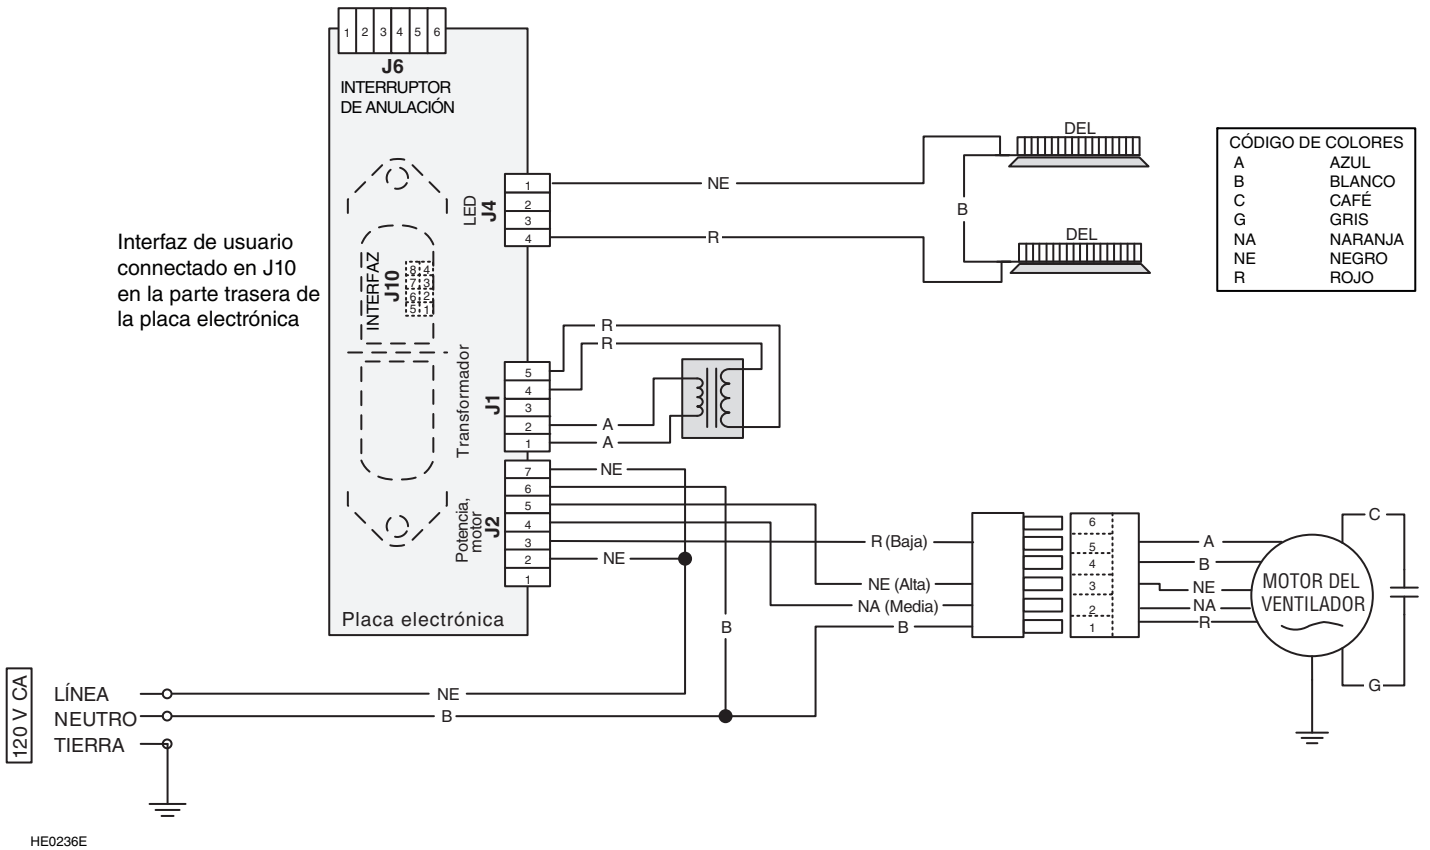 1 2 3 4 5 6
J6
INTERRUPTOR
DE ANULACIÓN
Interfaz de usuario
connectado en J10
en la parte trasera de
la placa electrónica
INTERFAZ
J10
8 4
7 3
6 2
5 1
LED
J4
1
2
3
4
NE
R
B
DEL
DEL
CÓDIGO DE COLORES
A AZUL
B BLANCO
C CAFÉ
G GRIS
NA NARANJA
NE NEGRO
R ROJO
Transformador
J1
5
4
3
2
1
R
R
A
A
Potencia,
motor
J2
7
6
5
4
3
2
1
NE
NE
R (Baja)
NE (Alta)
NA (Media)
B
B
6
5
4
3
2
1
A
B
NE
NA
R
MOTOR DEL
VENTILADOR
C
G
Placa electrónica
120 V CA
LÍNEA
NE
NEUTRO
B
TIERRA
HE0236E